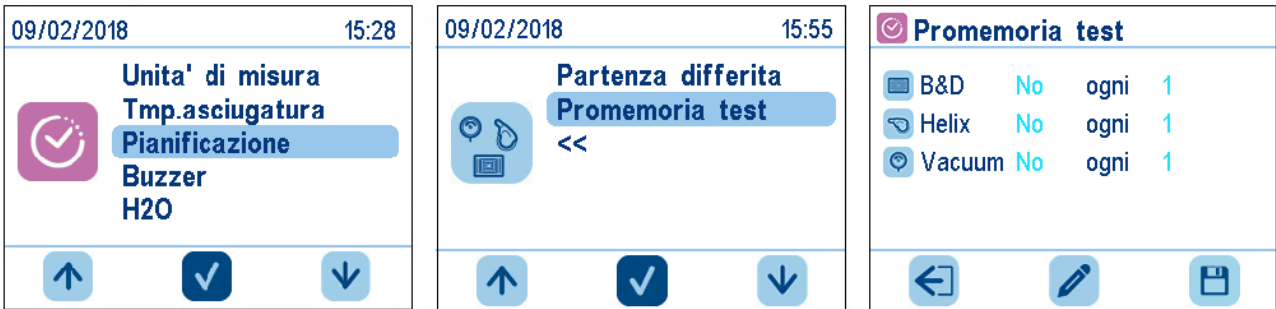 09/02/2018 15:28
Unita' di misura
Tmp.asciugatura
Pianificazione
Buzzer
H2O
09/02/2018 15:55
Partenza differita
Promemoria test
<<
Promemoria test
B&D No ogni 1
Helix No ogni 1
Vacuum No ogni 1